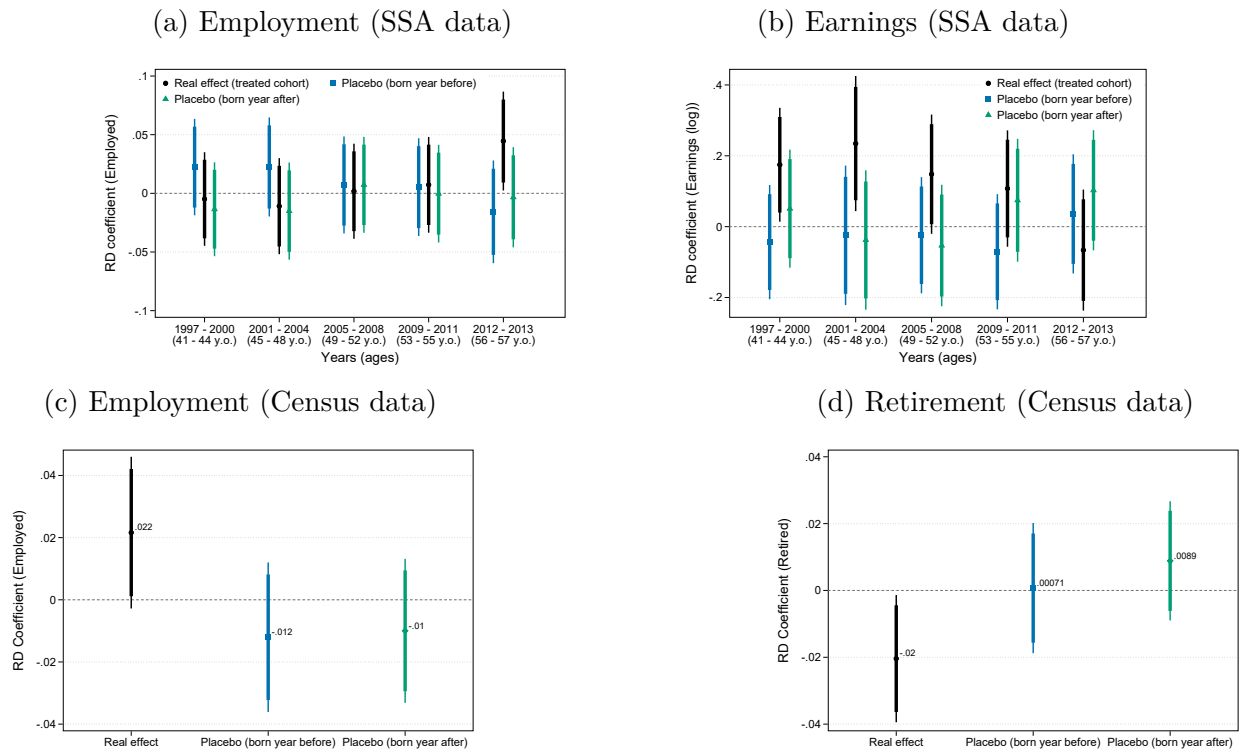 (a) Employment (SSA data)
RD coefficient (Employed)
.1
.05
0
-.05
-.1
Real effect (treated cohort)
Placebo (born year before)
Placebo (born year after)
1997 - 2000
(41 - 44 y.o.)
2001 - 2004
(45 - 48 y.o.)
2005 - 2008
(49 - 52 y.o.)
2009 - 2011
(53 - 55 y.o.)
2012 - 2013
(56 - 57 y.o.)
Years (ages)
(b) Earnings (SSA data)
RD coefficient (Earnings (log))
.4
.2
0
-.2
Real effect (treated cohort)
Placebo (born year before)
Placebo (born year after)
1997 - 2000
(41 - 44 y.o.)
2001 - 2004
(45 - 48 y.o.)
2005 - 2008
(49 - 52 y.o.)
2009 - 2011
(53 - 55 y.o.)
2012 - 2013
(56 - 57 y.o.)
Years (ages)
(c) Employment (Census data)
RD Coefficient (Employed)
.04
.02
0
-.02
-.04
.022
-.012
-.01
Real effect
Placebo (born year before)
Placebo (born year after)
(d) Retirement (Census data)
RD Coefficient (Retired)
.04
.02
0
-.02
-.04
-.02
.00071
.0089
Real effect
Placebo (born year before)
Placebo (born year after)